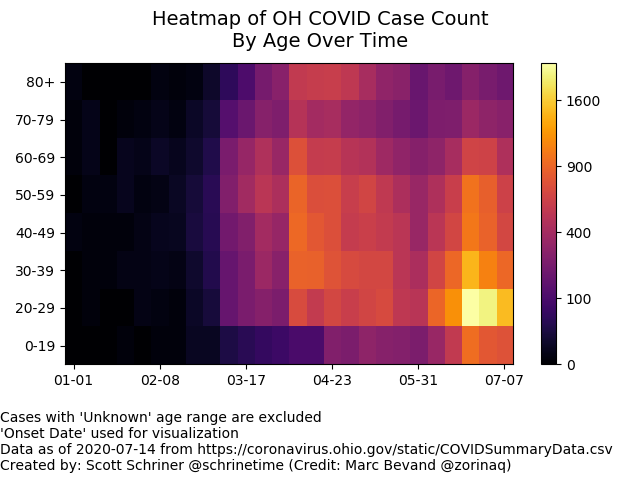 Heatmap of OH COVID Case Count
By Age Over Time
80+
70-79
60-69
50-59
40-49
30-39
20-29
0-19
01-01 02-08 03-17 04-23 05-31 07-07
1600
900
400
100
0
Cases with 'Unknown' age range are excluded
'Onset Date' used for visualization
Data as of 2020-07-14 from https://coronavirus.ohio.gov/static/COVIDSummaryData.csv
Created by: Scott Schriner @schrinetime (Credit: Marc Bevand @zorinaq)